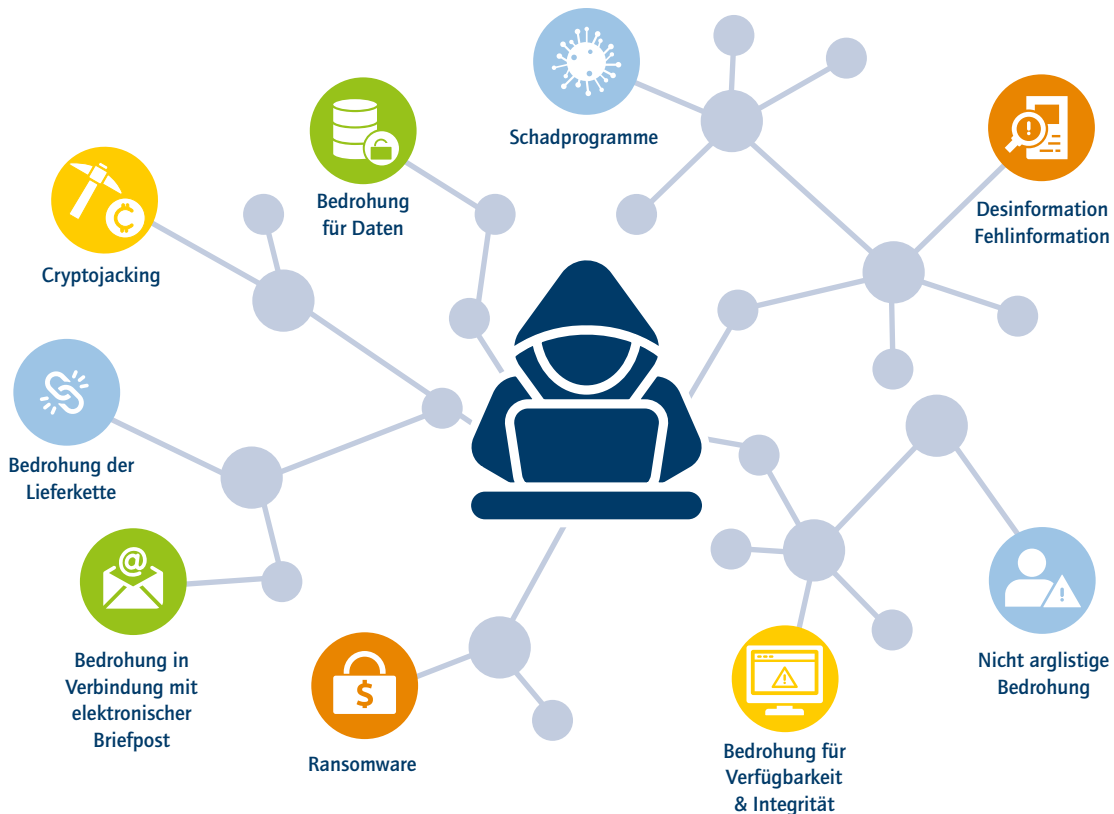 Schadprogramme
Bedrohung
für Daten
Desinformation
Fehlinformation
Cryptojacking
Bedrohung der
Lieferkette
Bedrohung in
Verbindung mit
elektronischer
Briefpost
$
Ransomware
Bedrohung für
Verfügbarkeit
& Integrität
Nicht arglistige
Bedrohung